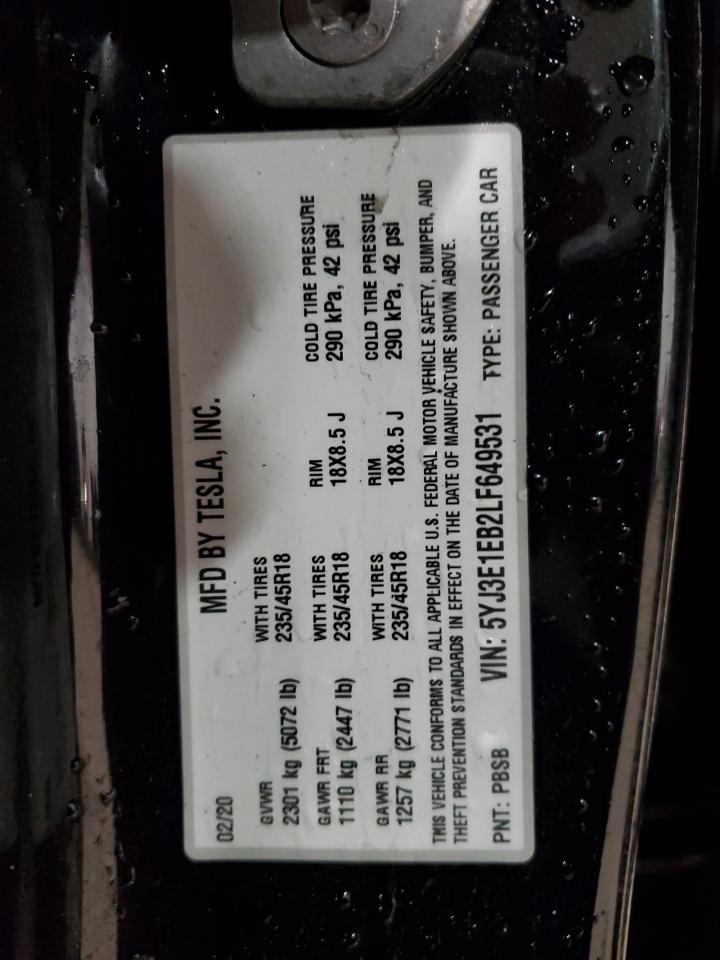 MFD BY TESLA, INC.
02/20
GVWR WITH TIRES
2301 kg (5072 lb) 235/45R18
GAWR FRT WITH TIRES RIM COLD TIRE PRESSURE
1110 kg (2447 lb) 235/45R18 18X8.5 J 290 kPa, 42 psi
GAWR RR WITH TIRES RIM COLD TIRE PRESSURE
1257 kg (2771 lb) 235/45R18 18X8.5 J 290 kPa, 42 psi
THIS VEHICLE CONFORMS TO ALL APPLICABLE U.S. FEDERAL MOTOR VEHICLE SAFETY, BUMPER, AND
THEFT PREVENTION STANDARDS IN EFFECT ON THE DATE OF MANUFACTURE SHOWN ABOVE.
PNT: PBSB VIN: 5YJ3E1EB2LF649531 TYPE: PASSENGER CAR